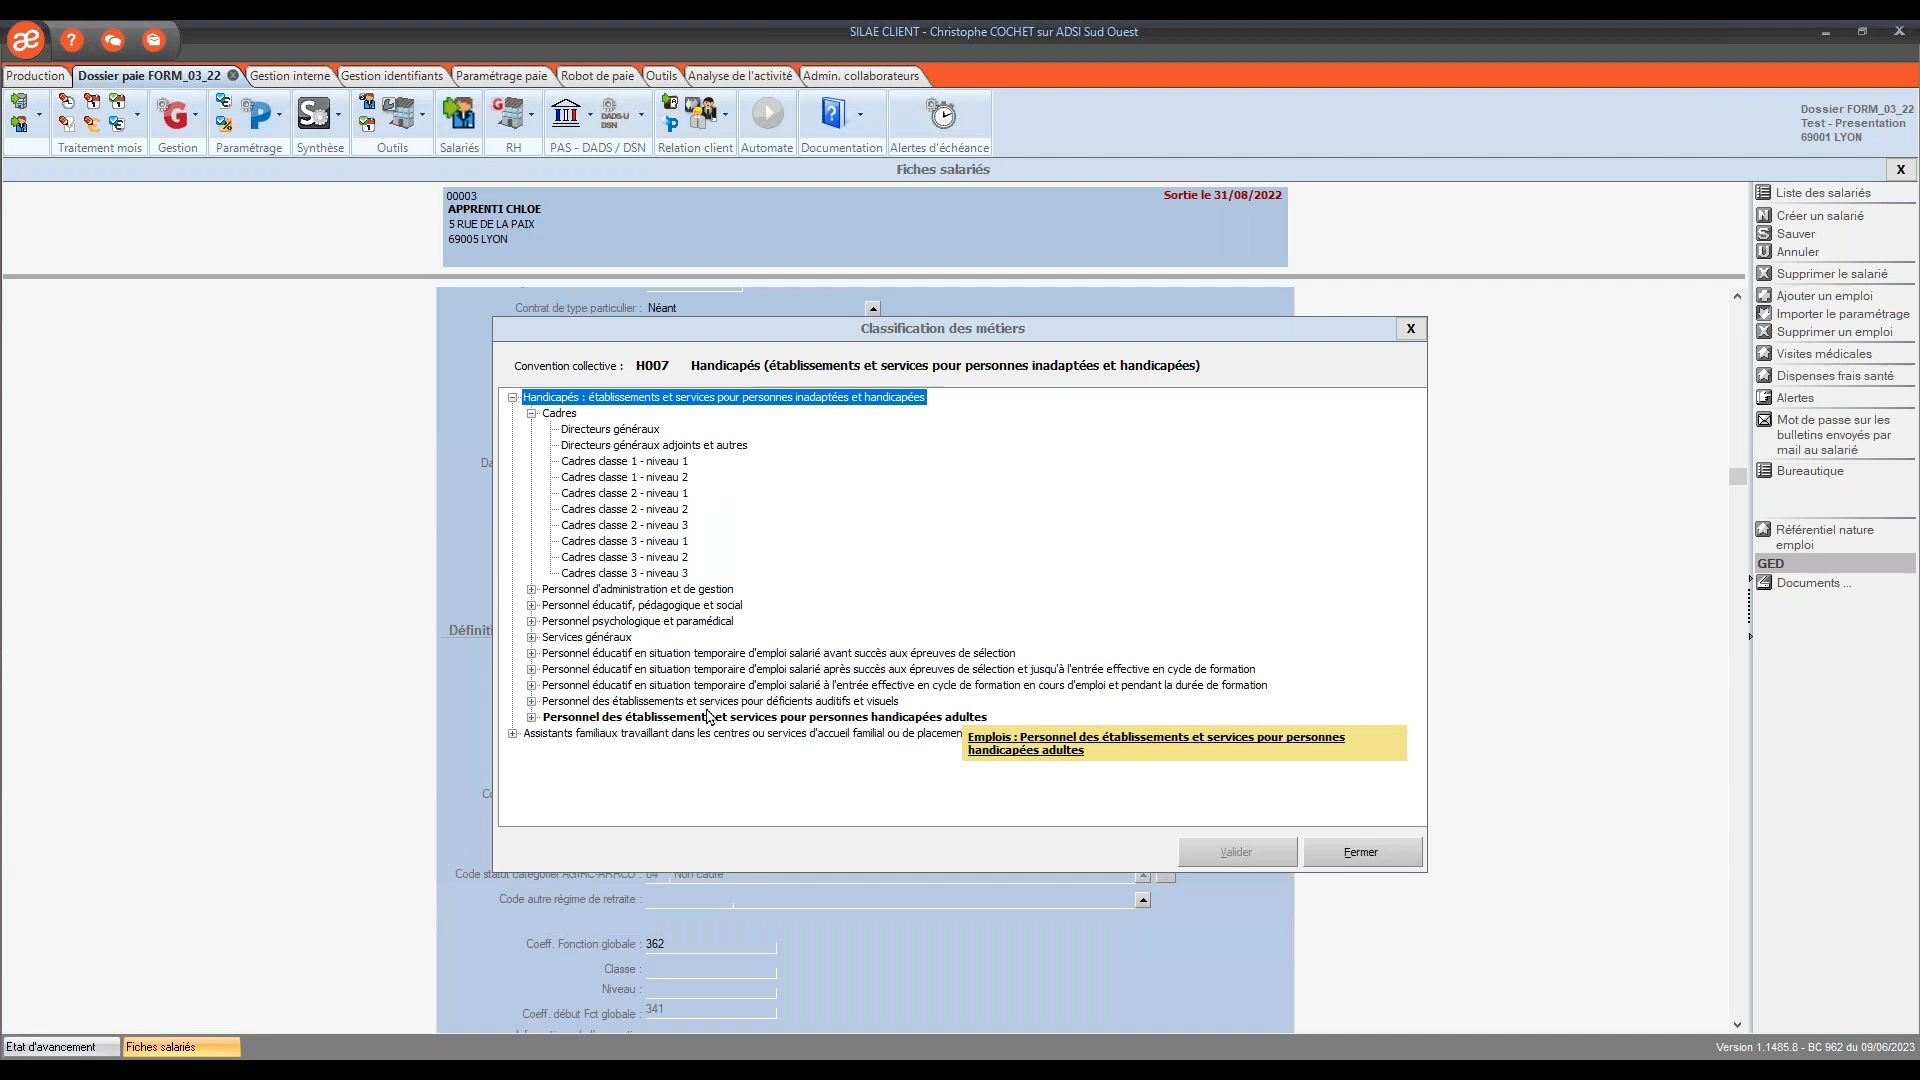 SILAE CLIENT - Christophe COCHET sur ADSI Sud Ouest
Production
Dossier paie FORM_03_22
Gestion interne
Gestion identifiants
Paramétrage paie
Robot de paie
Outils
Analyse de l'activité
Admin. collaborateurs
Traitement mois
Gestion
Paramétrage
Synthèse
Outils
Salariés
RH
DADS-U
DSN
PAS - DADS / DSN
Relation client
Automate
Documentation
Alertes d'échéance
Dossier FORM_03_22
Test - Presentation
69001 LYON
Fiches salariés
X
00003
APPRENTI CHLOE
5 RUE DE LA PAIX
69005 LYON
Sortie le 31/08/2022
Contrat de type particulier : Néant
Classification des métiers
X
Convention collective : H007 Handicapés (établissements et services pour personnes inadaptées et handicapées)
Handicapés : établissements et services pour personnes inadaptées et handicapées
Cadres
Directeurs généraux
Directeurs généraux adjoints et autres
Cadres classe 1 - niveau 1
Cadres classe 1 - niveau 2
Cadres classe 2 - niveau 1
Cadres classe 2 - niveau 2
Cadres classe 2 - niveau 3
Cadres classe 3 - niveau 1
Cadres classe 3 - niveau 2
Cadres classe 3 - niveau 3
Personnel d'administration et de gestion
Personnel éducatif, pédagogique et social
Personnel psychologique et paramédical
Services généraux
Personnel éducatif en situation temporaire d'emploi salarié avant succès aux épreuves de sélection
Personnel éducatif en situation temporaire d'emploi salarié après succès aux épreuves de sélection et jusqu'à l'entrée effective en cycle de formation
Personnel éducatif en situation temporaire d'emploi salarié à l'entrée effective en cycle de formation en cours d'emploi et pendant la durée de formation
Personnel des établissements et services pour déficients auditifs et visuels
Personnel des établissements et services pour personnes handicapées adultes
Assistants familiaux travaillant dans les centres ou services d'accueil familial ou de placemen
Emplois : Personnel des établissements et services pour personnes
handicapées adultes
Valider
Fermer
Da
Définiti
Co
Code statut catégoriel AGIRC-ARRCO : 04 Non cadre
Code autre régime de retraite :
Coeff. Fonction globale : 362
Classe :
Niveau :
Coeff. début Fct globale : 341
Liste des salariés
Créer un salarié
Sauver
Annuler
Supprimer le salarié
Ajouter un emploi
Importer le paramétrage
Supprimer un emploi
Visites médicales
Dispenses frais santé
Alertes
Mot de passe sur les
bulletins envoyés par
mail au salarié
Bureautique
Référentiel nature
emploi
GED
Documents ...
Etat d'avancement
Fiches salariés
Version 1.1485.8 - BC 962 du 09/06/2023